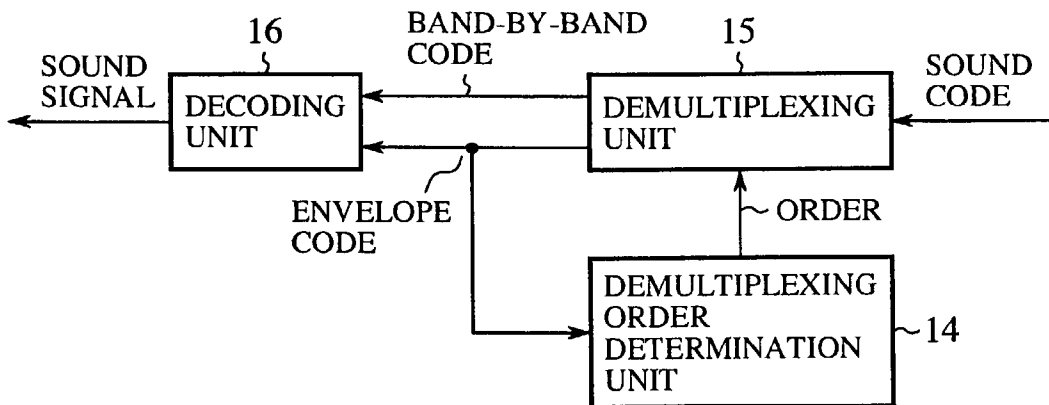 16
BAND-BY-BAND
CODE
15
SOUND
SIGNAL
DECODING
UNIT
DEMULTIPLEXING
UNIT
SOUND
CODE
ENVELOPE
CODE
ORDER
DEMULTIPLEXING
ORDER
DETERMINATION
UNIT
14